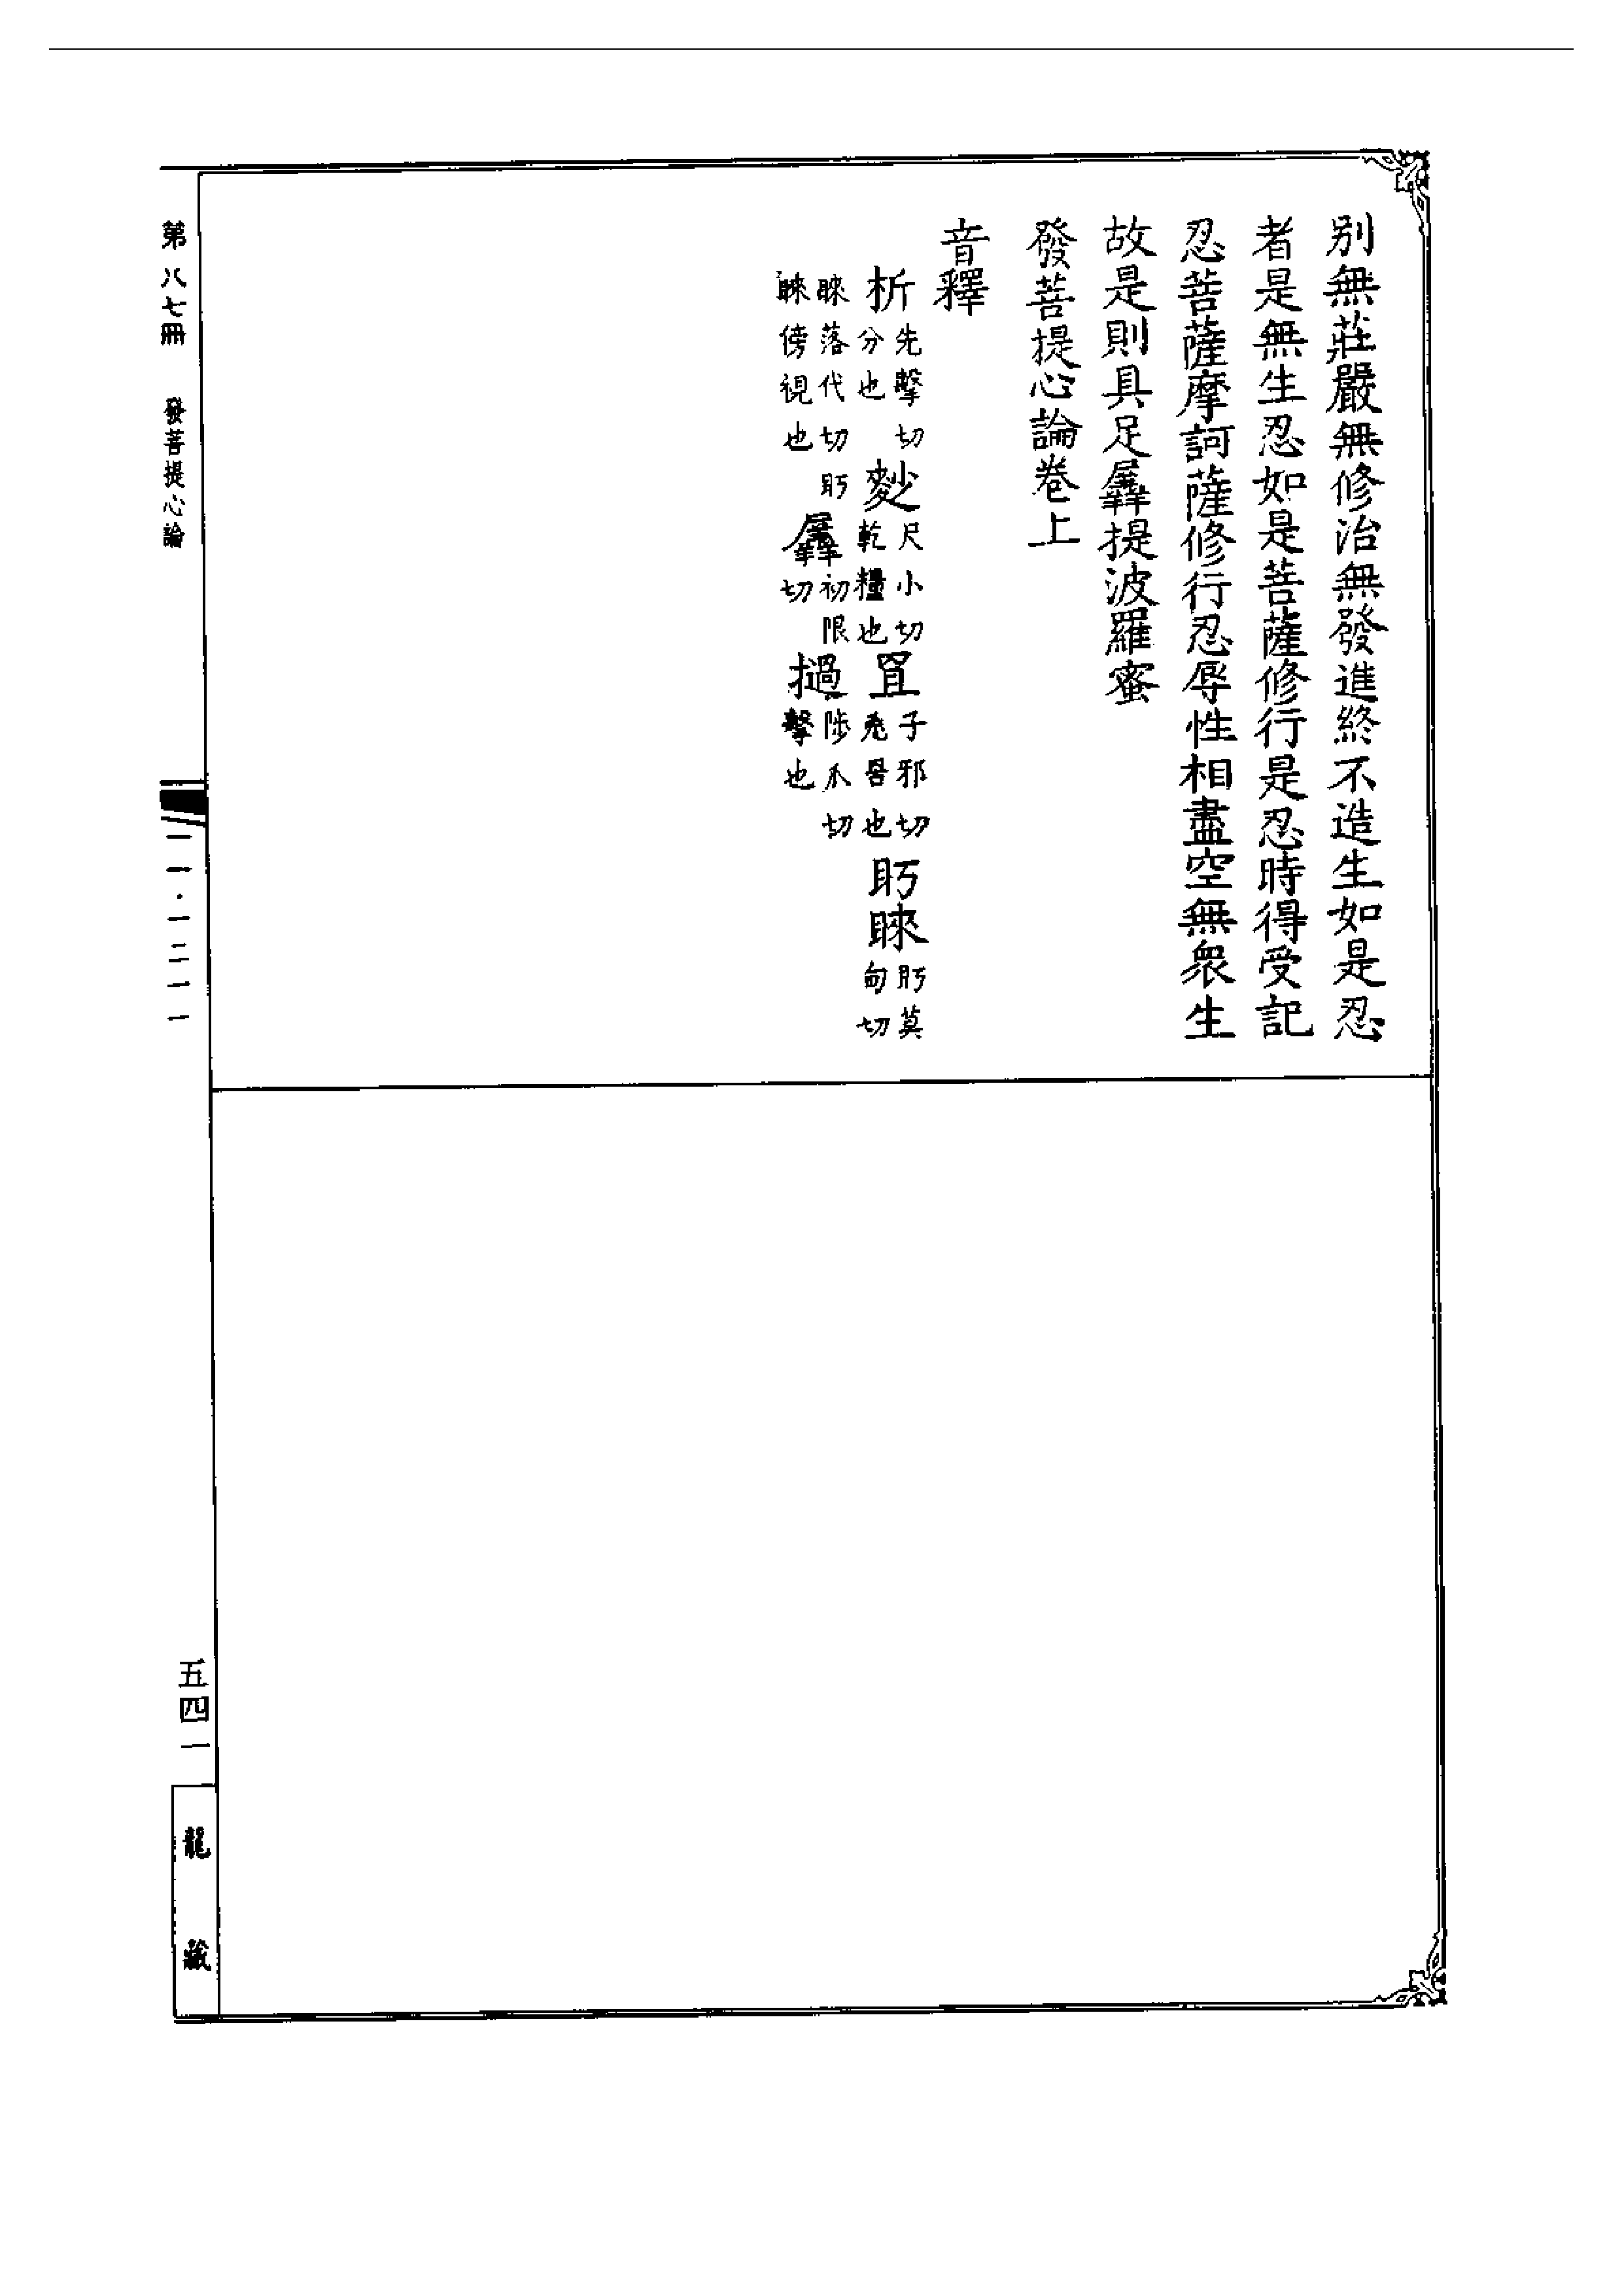 別無莊嚴無修治無發進終不造生如是忍
者是無生忍如是菩薩修行是忍時得受記
忍菩薩摩訶薩修行忍辱性相盡空無衆生
故是則具足羼提波羅蜜
發菩提心論卷上
音釋
析先擊切分也麨尺小切乾糧也罝子邪切兎罟也眄睞眄莫甸切
睞落代切眄睞傍視也羼初限切撾陟爪切擊也
第八七冊 發菩提心論
一一·一二一一
五四一
龍藏